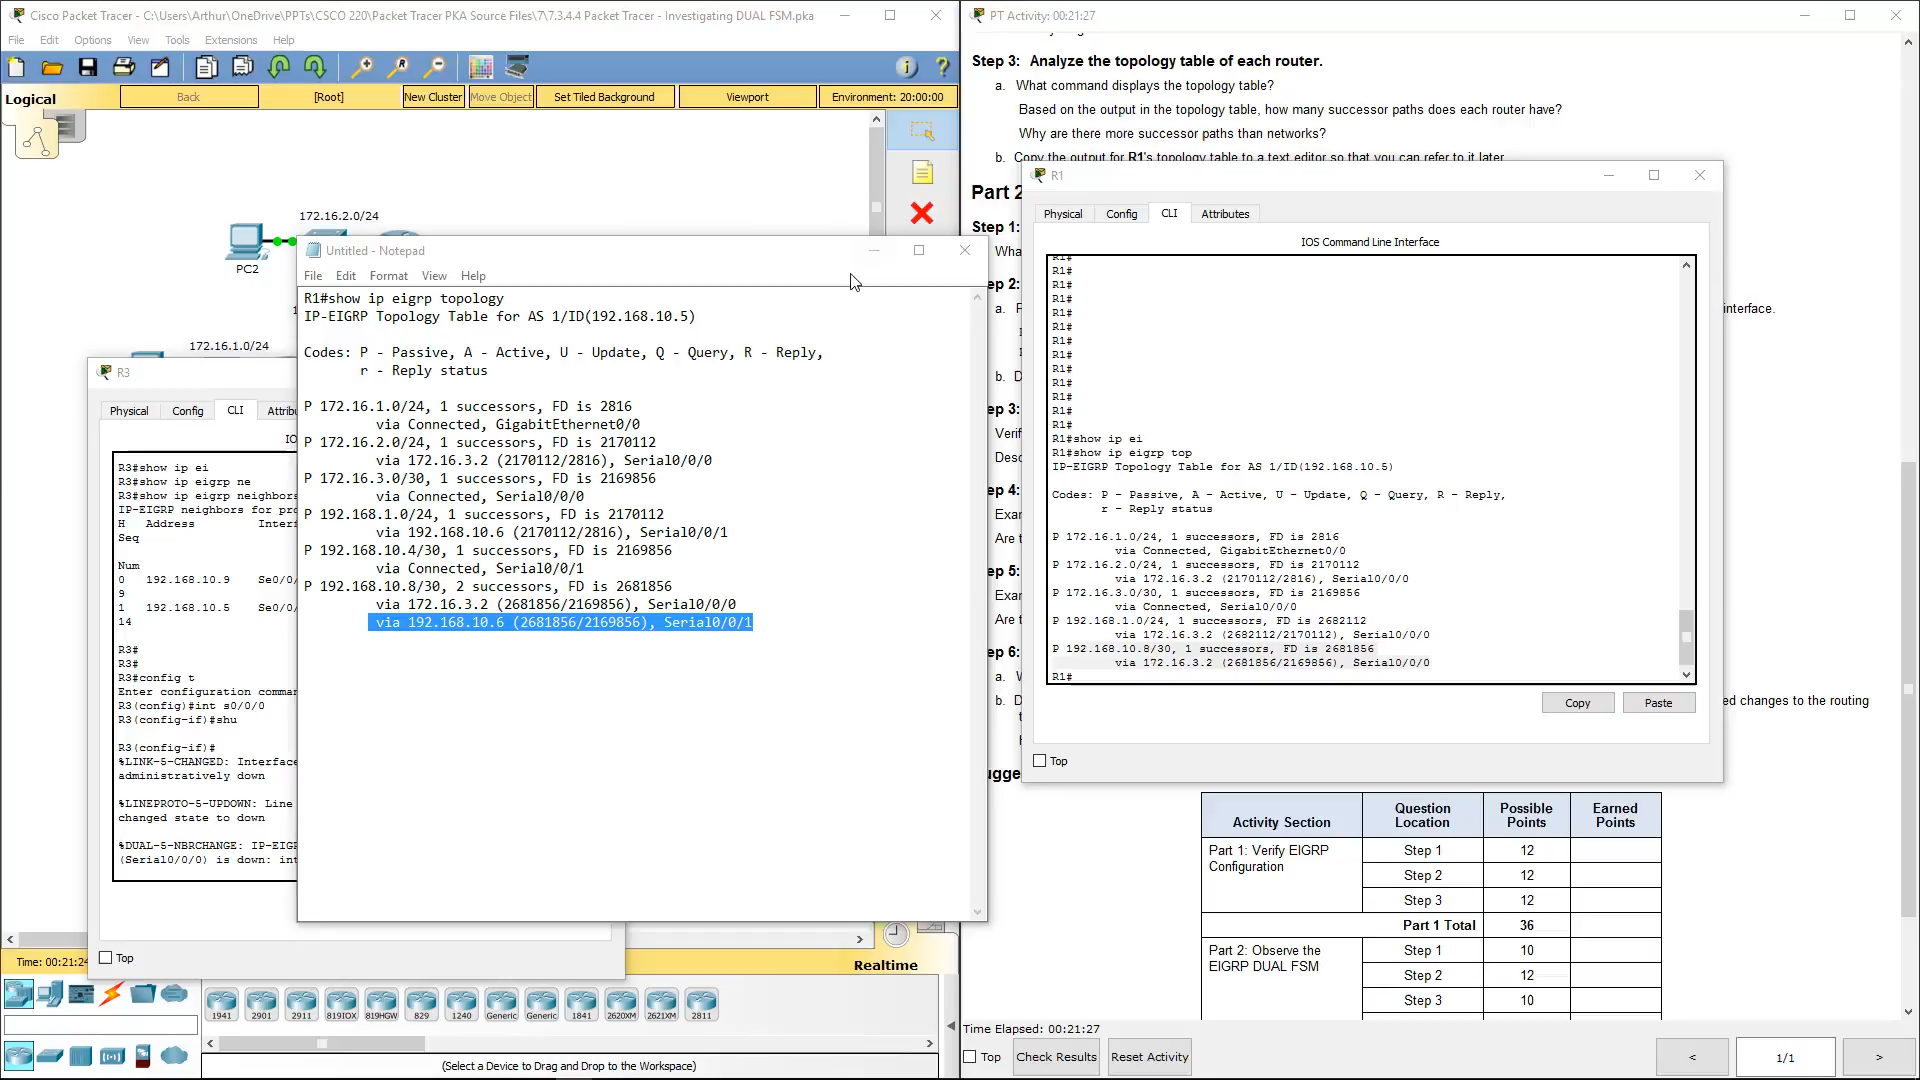 Cisco Packet Tracer - C:\Users\Arthur\OneDrive\PPTs\CSCO 220\Packet Tracer PKA Source Files\7\7.3.4.4 Packet Tracer - Investigating DUAL FSM.pka
File Edit Options View Tools Extensions Help
Logical
Back
[Root]
New Cluster
Move Object
Set Tiled Background
Viewport
Environment: 20:00:00
172.16.2.0/24
PC2
172.16.1.0/24
R3
Physical Config CLI
R3#show ip ei
R3#show ip eigrp ne
R3#show ip eigrp neighbors
IP-EIGRP neighbors for
H Address
Seq
Num
0 192.168.10.9
9
1 192.168.10.5
14
R3#
R3#
R3#config t
Enter configuration
R3(config)#int s0/0/0
R3(config-if)#shu
R3(config-if)#
%LINK-5-CHANGED:
administratively down
%LINEPROTO-5-UPDOWN: Line
changed state to down
%DUAL-5-NBRCHANGE:
(Serial0/0/0) is down:
Top
Untitled - Notepad
File Edit Format View Help
R1#show ip eigrp topology
IP-EIGRP Topology Table for AS 1/ID(192.168.10.5)
Codes: P - Passive, A - Active, U - Update, Q - Query, R - Reply,
r - Reply status
P 172.16.1.0/24, 1 successors, FD is 2816
via Connected, GigabitEthernet0/0
P 172.16.2.0/24, 1 successors, FD is 2170112
via 172.16.3.2 (2170112/2816), Serial0/0/0
P 172.16.3.0/30, 1 successors, FD is 2169856
via Connected, Serial0/0/0
P 192.168.1.0/24, 1 successors, FD is 2170112
via 192.168.10.6 (2170112/2816), Serial0/0/1
P 192.168.10.4/30, 1 successors, FD is 2169856
via Connected, Serial0/0/1
P 192.168.10.8/30, 2 successors, FD is 2681856
via 172.16.3.2 (2681856/2169856), Serial0/0/0
via 192.168.10.6 (2681856/2169856), Serial0/0/1
Time: 00:21:24
Realtime
1941 2901 2911 819IOX 819HGW 829 1240 Generic Generic 1841 2620XM 2621XM 2811
(Select a Device to Drag and Drop to the Workspace)
PT Activity: 00:21:27
Step 3: Analyze the topology table of each router.
a. What command displays the topology table?
Based on the output in the topology table, how many successor paths does each router have?
Why are there more successor paths than networks?
b. Copy the output for R1's topology table to a text editor so that you can refer to it later
Part 2
Step 1:
ep 2:
interface.
ep 3:
ep 4:
Are t
ep 5:
Are t
ep 6:
ed changes to the routing
R1
Physical Config CLI Attributes
IOS Command Line Interface
R1#
R1#
R1#
R1#
R1#
R1#
R1#
R1#
R1#
R1#
R1#
R1#
R1#
R1#show ip ei
R1#show ip eigrp top
IP-EIGRP Topology Table for AS 1/ID(192.168.10.5)
Codes: P - Passive, A - Active, U - Update, Q - Query, R - Reply,
r - Reply status
P 172.16.1.0/24, 1 successors, FD is 2816
via Connected, GigabitEthernet0/0
P 172.16.2.0/24, 1 successors, FD is 2170112
via 172.16.3.2 (2170112/2816), Serial0/0/0
P 172.16.3.0/30, 1 successors, FD is 2169856
via Connected, Serial0/0/0
P 192.168.1.0/24, 1 successors, FD is 2682112
via 172.16.3.2 (2682112/2170112), Serial0/0/0
P 192.168.10.8/30, 1 successors, FD is 2681856
via 172.16.3.2 (2681856/2169856), Serial0/0/0
R1#
Copy Paste
Top
Activity Section Question Location Possible Points Earned Points
Part 1: Verify EIGRP Configuration Step 1 12
Step 2 12
Step 3 12
Part 1 Total 36
Part 2: Observe the EIGRP DUAL FSM Step 1 10
Step 2 12
Step 3 10
Time Elapsed: 00:21:27
Top
Check Results
Reset Activity
<
1/1
>